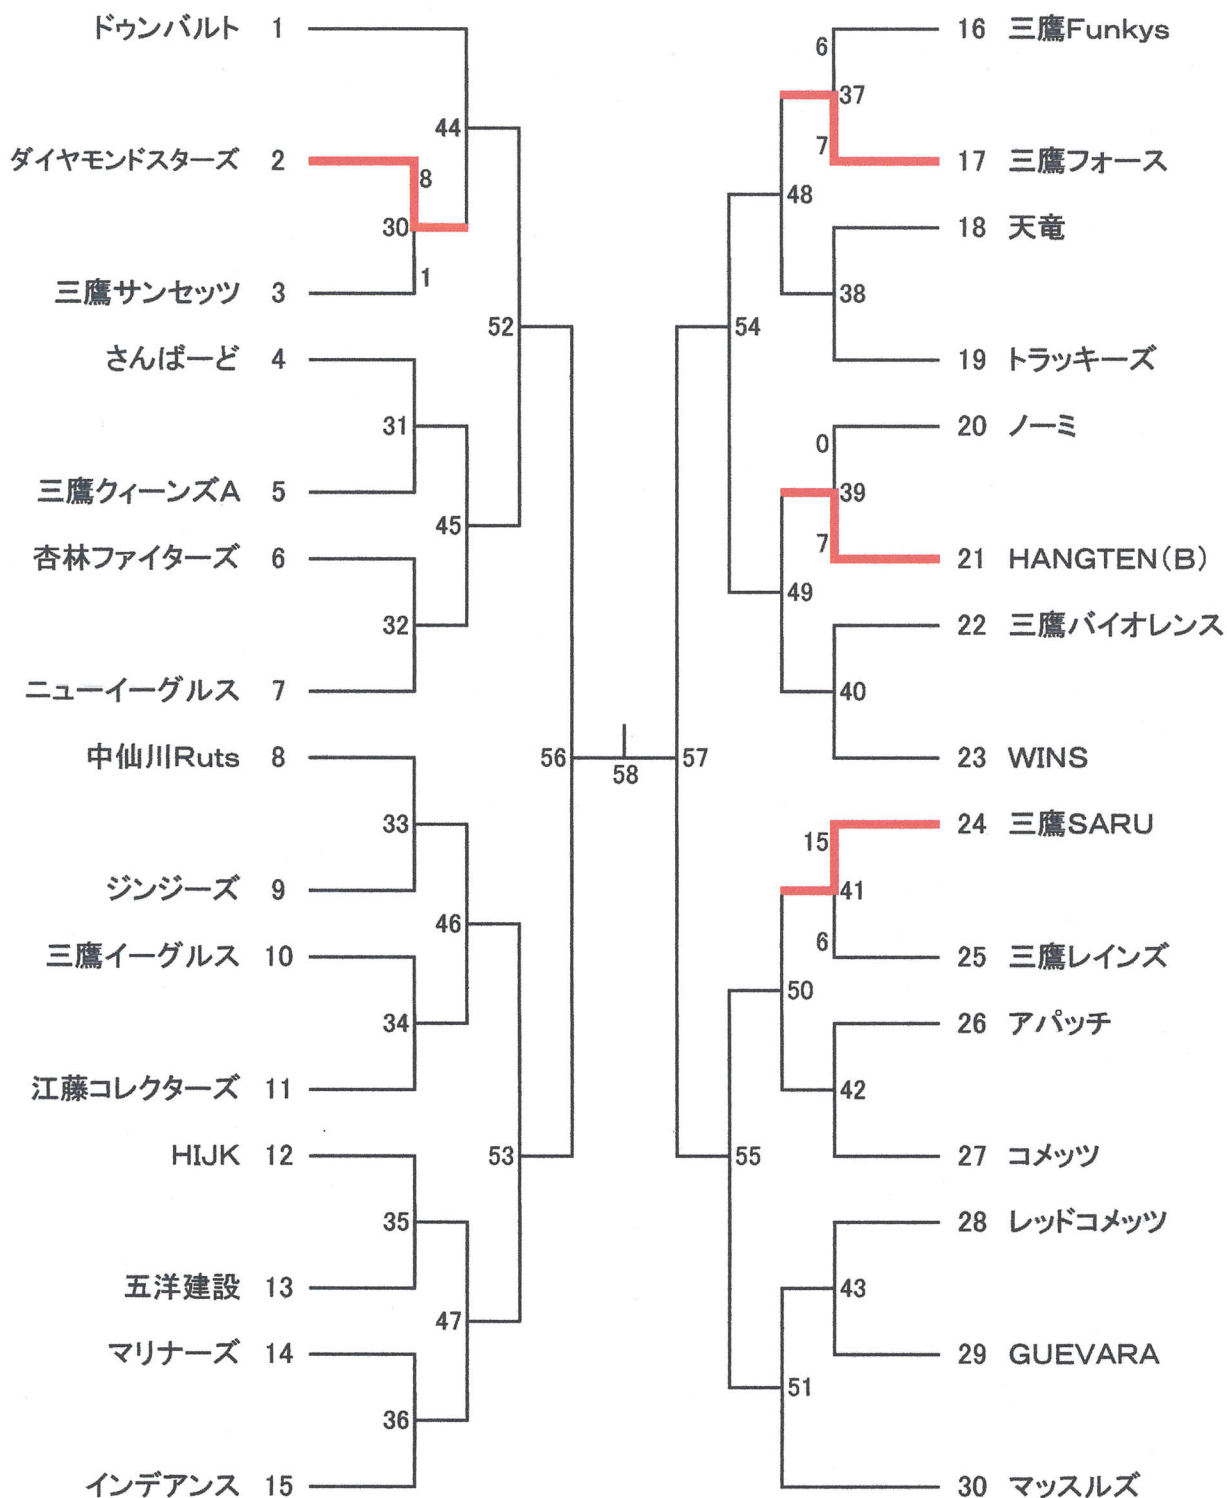 ドゥンバルト 1
44
ダイヤモンドスターズ 2
8
30
1
三鷹サンセッツ 3
52
さんぱーど 4
31
三鷹クィーンズA 5
45
杏林ファイターズ 6
32
ニューイーグルス 7
中仙川Ruts 8
56
33
ジンジーズ 9
46
三鷹イーグルス 10
34
江藤コレクターズ 11
HIJK 12
53
35
五洋建設 13
47
マリナーズ 14
36
インデアンス 15
58
16 三鷹Funkys
6
37
7
17 三鷹フォース
48
18 天竜
38
54
19 トラッキーズ
20 ノーミ
0
39
7
21 HANGTEN(B)
49
22 三鷹バイオレンス
40
57
23 WINS
24 三鷹SARU
15
41
6
25 三鷹レインズ
50
26 アパッチ
42
55
27 コメッツ
28 レッドコメッツ
43
29 GUEVARA
51
30 マッスルズ